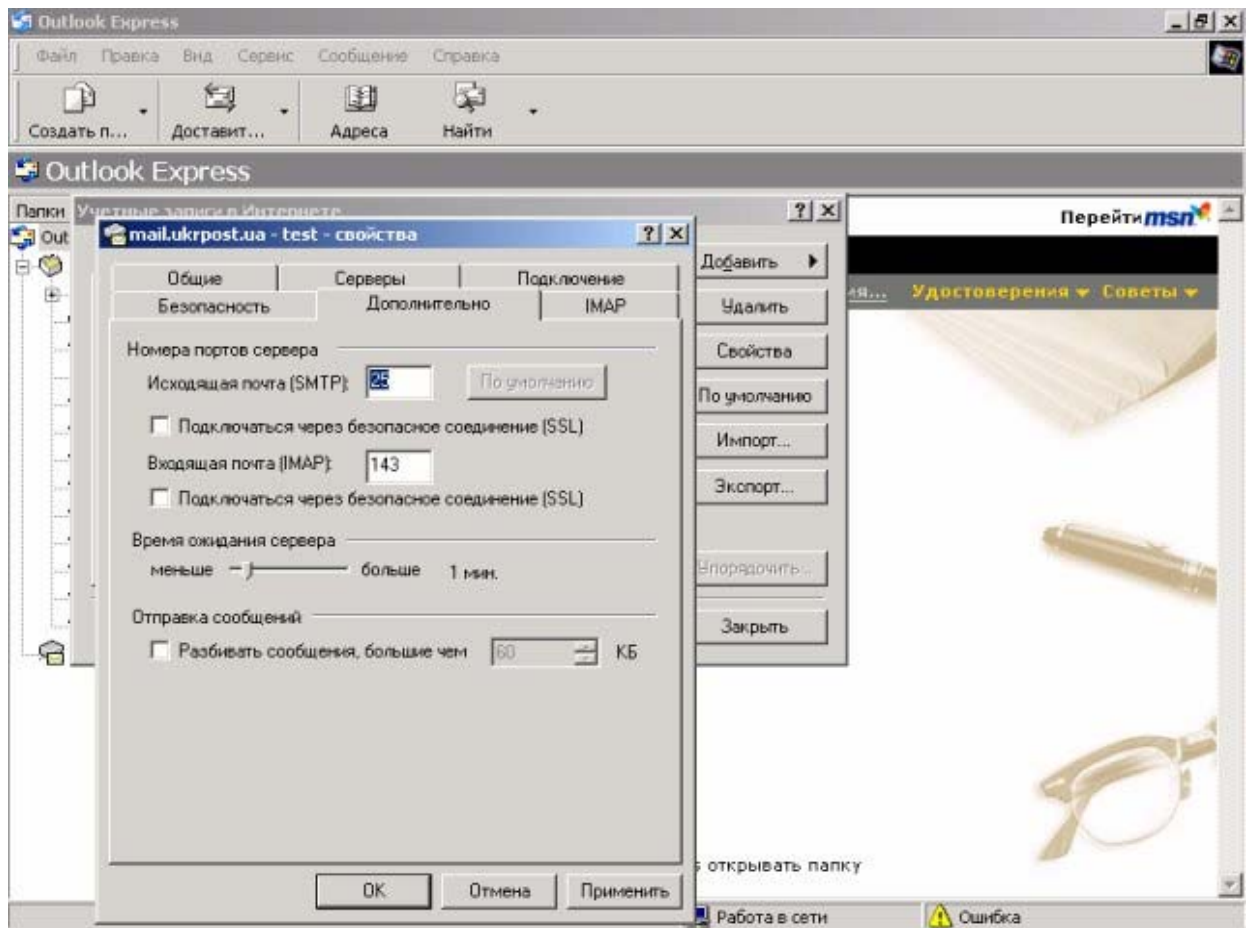 Outlook Express
Файл Правка Вид Сервис Сообщение Справка
Создать п... Доставит... Адреса Найти
Outlook Express
Папки Учетные записи в Интернете
Перейти msn
Out
mail.ukrpost.ua - test - свойства
Добавить
Общие Серверы Подключение
ия... Удостоверения Советы
Безопасность Дополнительно IMAP
Удалить
Номера портов сервера
Свойства
Исходящая почта (SMTP): 25 По умолчанию
По умолчанию
Подключаться через безопасное соединение (SSL)
Импорт...
Входящая почта (IMAP): 143
Экспорт...
Подключаться через безопасное соединение (SSL)
Время ожидания сервера
меньше больше 1 мин.
Упорядочить...
Отправка сообщений
Закрыть
Разбивать сообщения, большие чем 60 КБ
s открывать папку
OK Отмена Применить
Работа в сети Ошибка